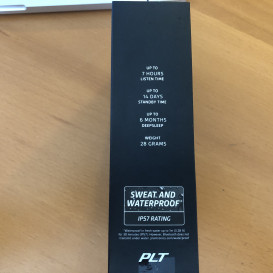 UP TO
7 HOURS
LISTEN TIME
UP TO
14 DAYS
STANDBY TIME
UP TO
6 MONTHS
DEEPSLEEP
WEIGHT
28 GRAMS
SWEAT AND
WATERPROOF*
IP57 RATING
PLT